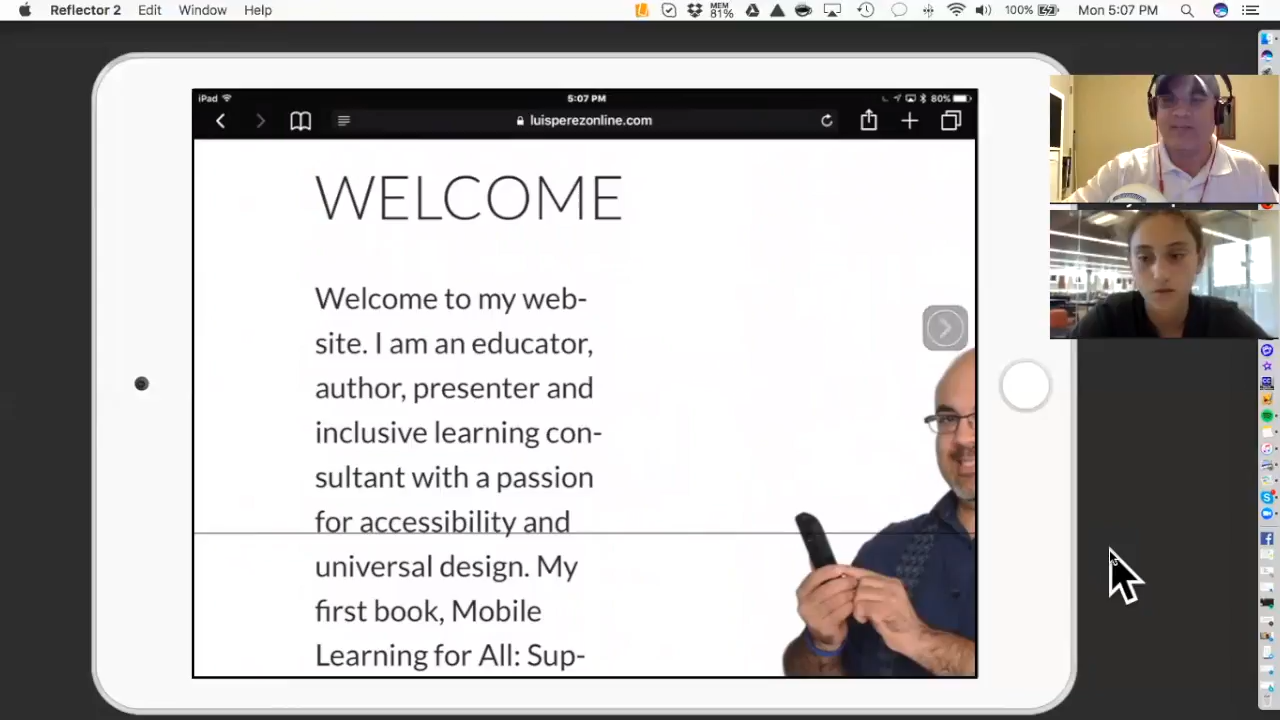 Reflector 2 Edit Window Help MEM 81% 100% Mon 5:07 PM
iPad 5:07 PM 80%
luisperezonline.com
WELCOME
Welcome to my web-
site. I am an educator,
author, presenter and
inclusive learning con-
sultant with a passion
for accessibility and
universal design. My
first book, Mobile
Learning for All: Sup-